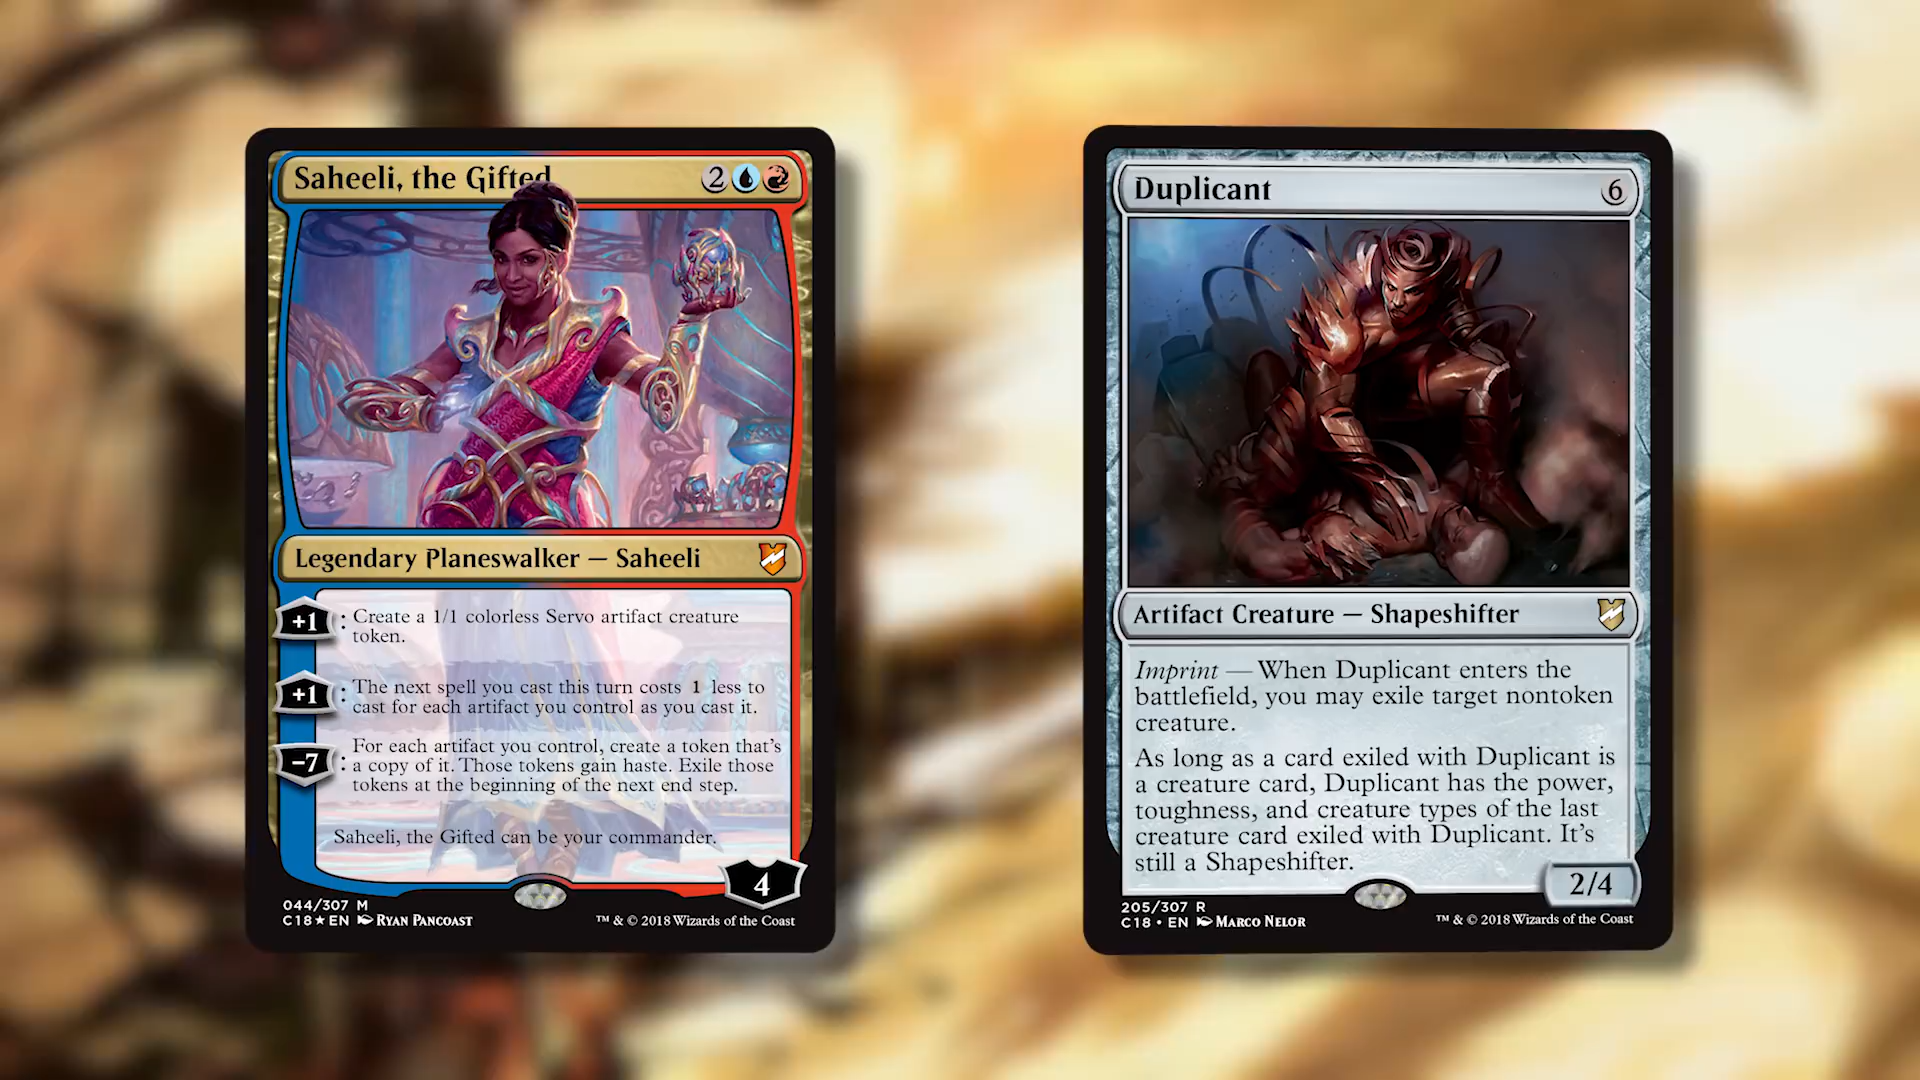 Saheeli, the Gifted 2
Legendary Planeswalker — Saheeli
+1 : Create a 1/1 colorless Servo artifact creature
token.
+1 : The next spell you cast this turn costs 1 less to
cast for each artifact you control as you cast it.
−7 : For each artifact you control, create a token that's
a copy of it. Those tokens gain haste. Exile those
tokens at the beginning of the next end step.
Saheeli, the Gifted can be your commander.
4
044/307 M
C18★EN Ryan Pancoast ™ & © 2018 Wizards of the Coast
Duplicant 6
Artifact Creature — Shapeshifter
Imprint — When Duplicant enters the
battlefield, you may exile target nontoken
creature.
As long as a card exiled with Duplicant is
a creature card, Duplicant has the power,
toughness, and creature types of the last
creature card exiled with Duplicant. It's
still a Shapeshifter.
2/4
205/307 R
C18 • EN Marco Nelor ™ & © 2018 Wizards of the Coast